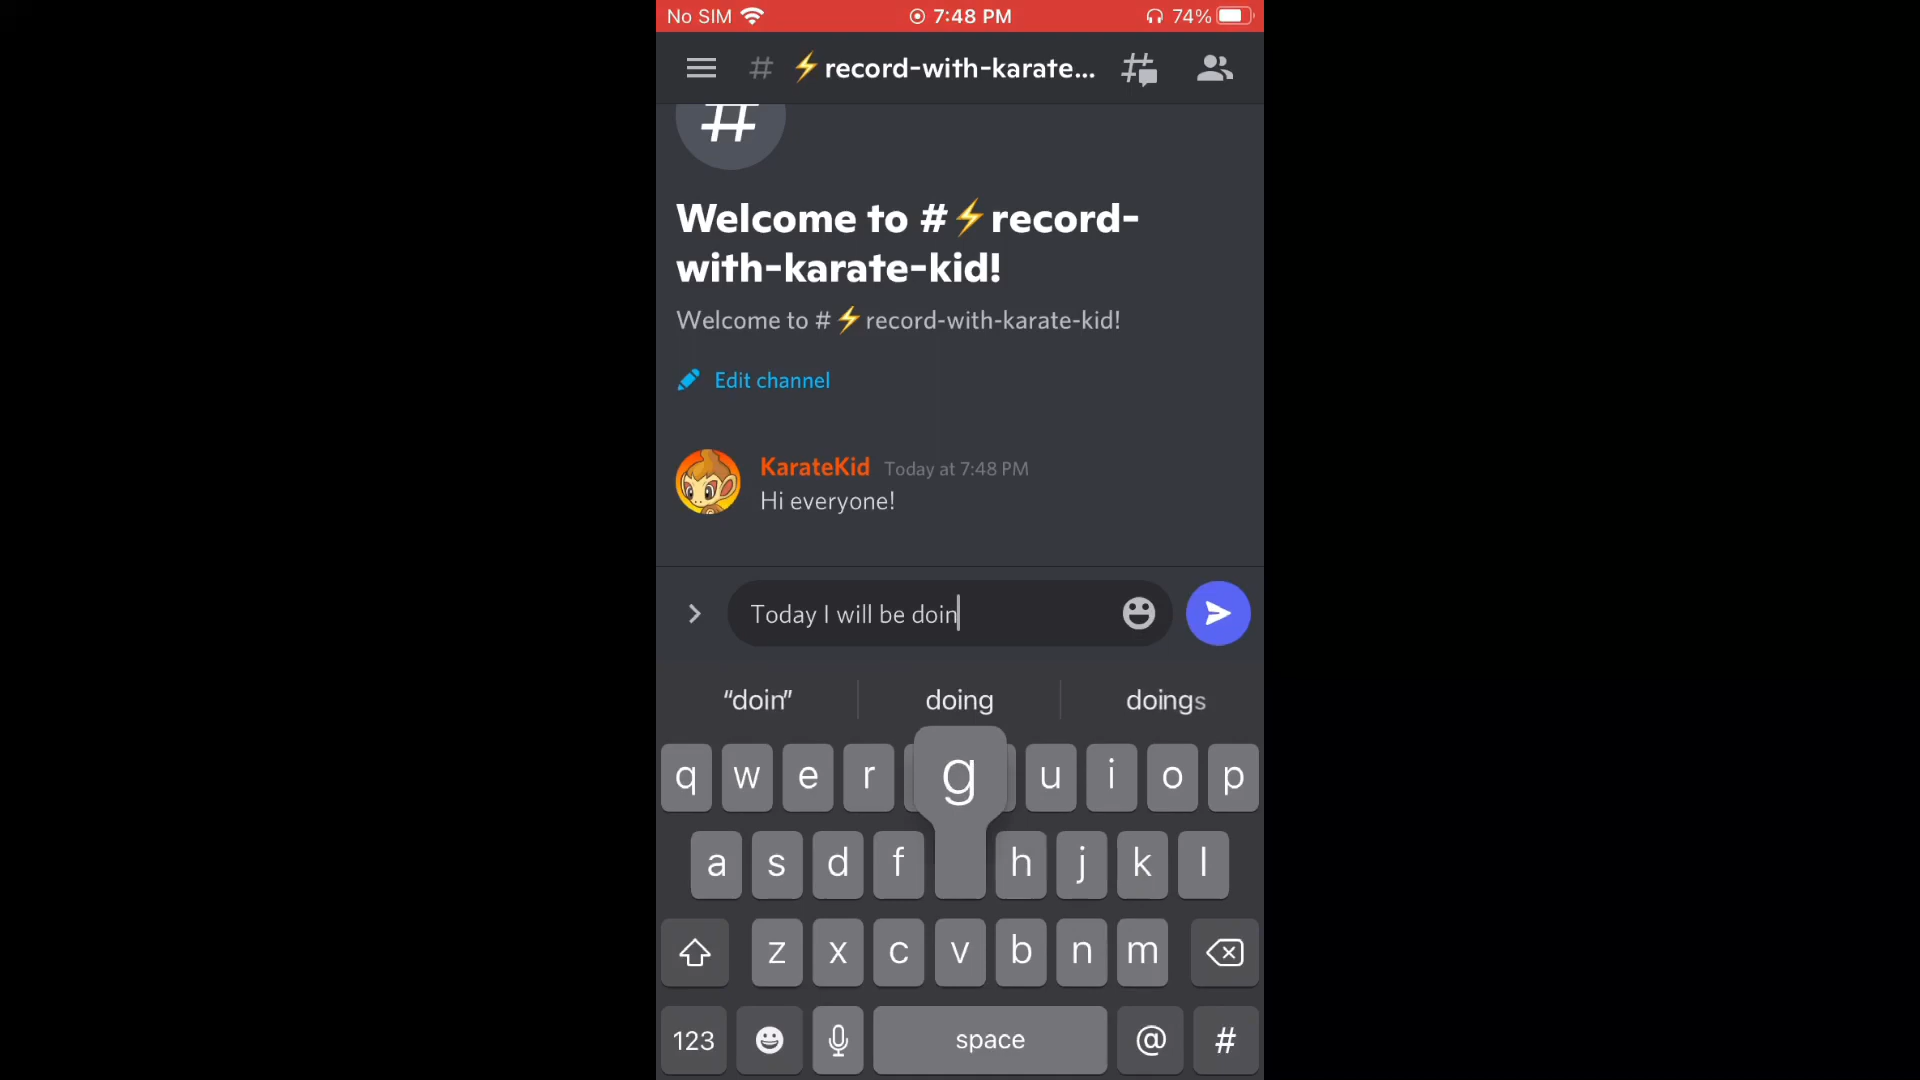 No SIM 7:48 PM 74%
# ⚡record-with-karate...
#
Welcome to #⚡record-
with-karate-kid!
Welcome to #⚡record-with-karate-kid!
Edit channel
KarateKid Today at 7:48 PM
Hi everyone!
Today I will be doin
“doin” doing doings
q w e r g u i o p
a s d f h j k l
z x c v b n m
123 space @ #